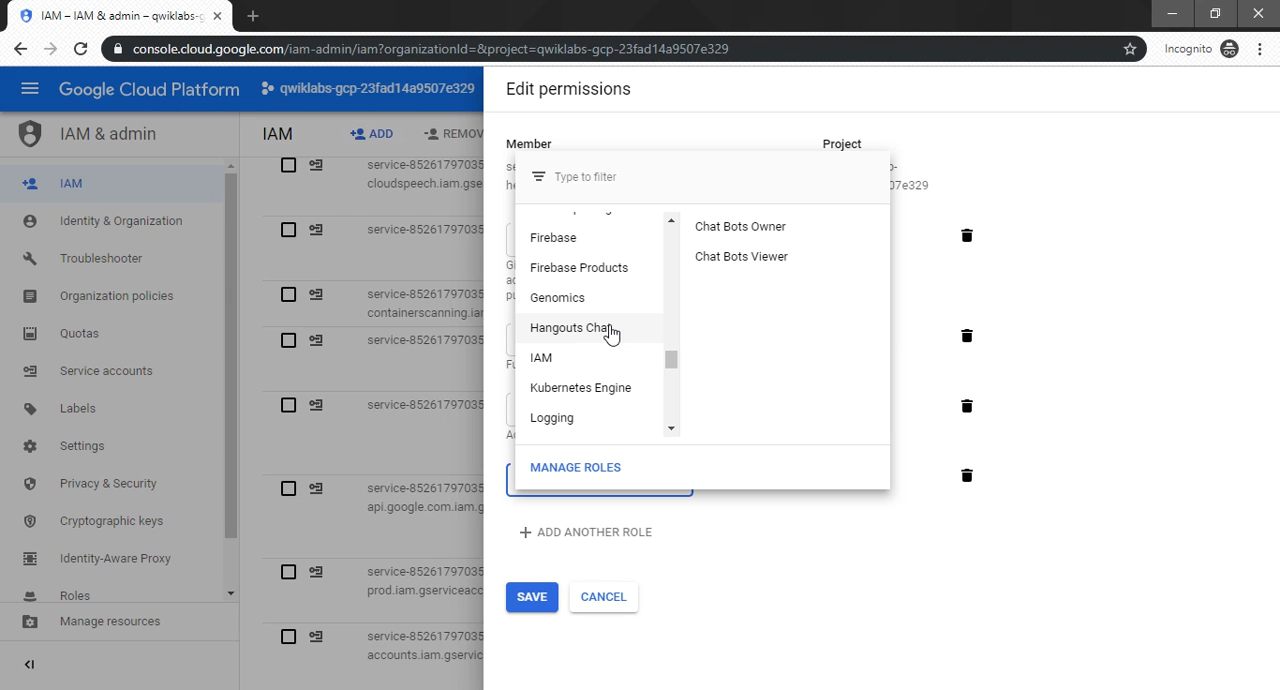 IAM – IAM & admin – qwiklabs-g
console.cloud.google.com/iam-admin/iam?organizationId=&project=qwiklabs-gcp-23fad14a9507e329
Incognito
Google Cloud Platform
qwiklabs-gcp-23fad14a9507e329
IAM & admin
IAM
Identity & Organization
Troubleshooter
Organization policies
Quotas
Service accounts
Labels
Settings
Privacy & Security
Cryptographic keys
Identity-Aware Proxy
Roles
Manage resources
IAM
ADD
REMOV
service-85261797035
cloudspeech.iam.gse
service-85261797035
service-85261797035
containerscanning.iar
service-85261797035
service-85261797035
service-85261797035
api.google.com.iam.g
service-85261797035
prod.iam.gserviceacc
service-85261797035
accounts.iam.gservic
Edit permissions
Member
Project
07e329
Type to filter
Firebase
Firebase Products
Genomics
Hangouts Chat
IAM
Kubernetes Engine
Logging
Chat Bots Owner
Chat Bots Viewer
MANAGE ROLES
ADD ANOTHER ROLE
SAVE
CANCEL